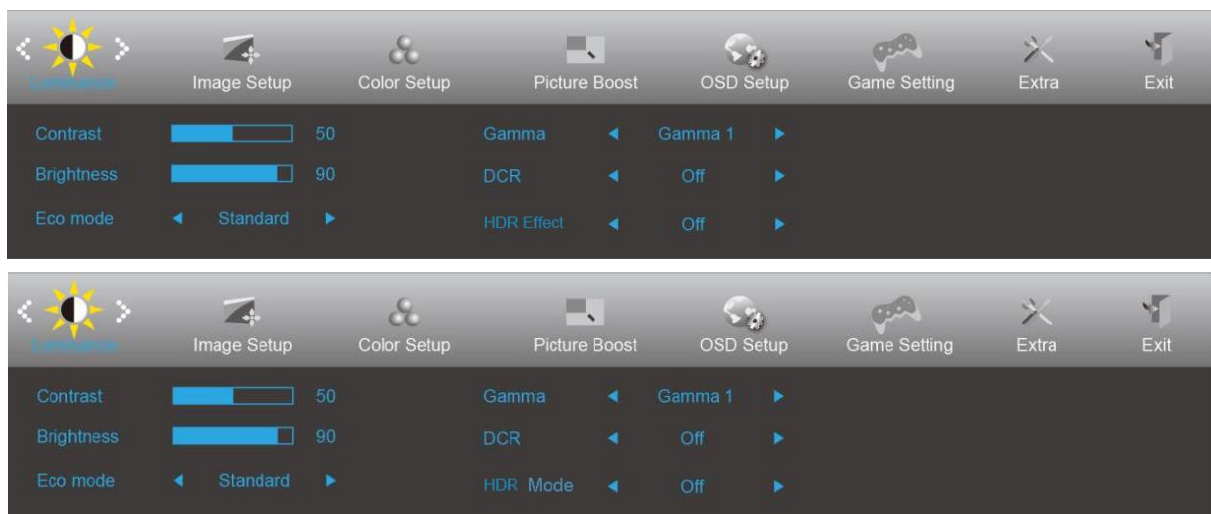 Luminance Image Setup Color Setup Picture Boost OSD Setup Game Setting Extra Exit
Contrast 50 Gamma Gamma 1
Brightness 90 DCR Off
Eco mode Standard HDR Effect Off
Luminance Image Setup Color Setup Picture Boost OSD Setup Game Setting Extra Exit
Contrast 50 Gamma Gamma 1
Brightness 90 DCR Off
Eco mode Standard HDR Mode Off